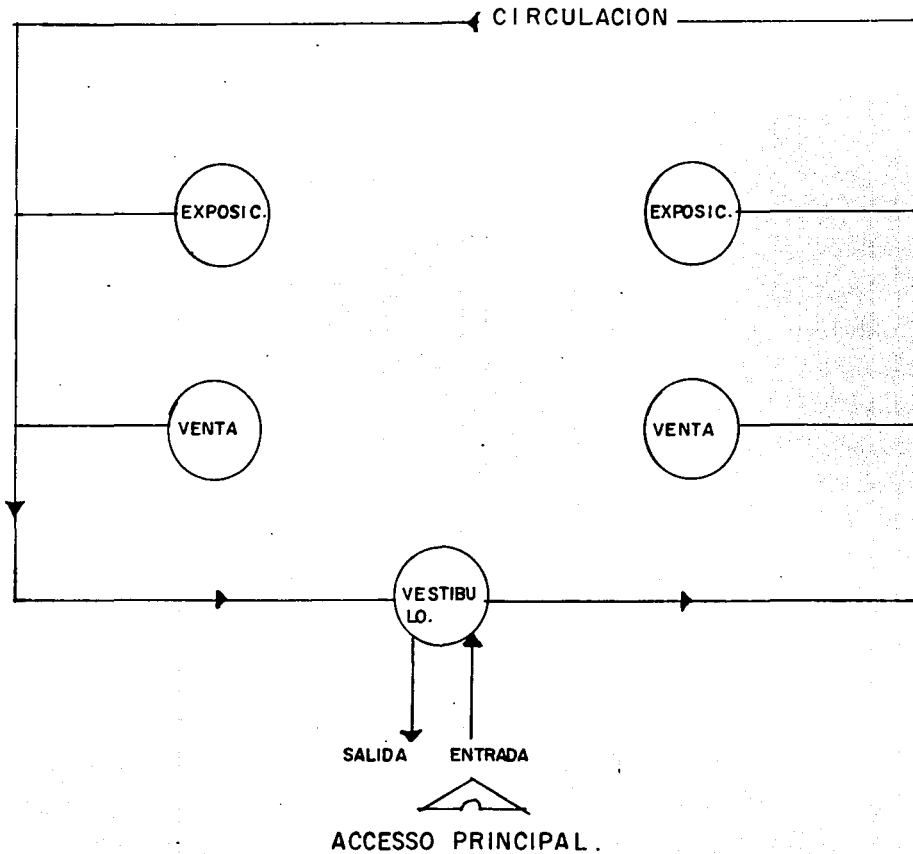 CIRCULACION
EXPOSIC.
EXPOSIC.
VENTA
VENTA
VESTIBU
LO.
SALIDA
ENTRADA
ACCESSO PRINCIPAL.